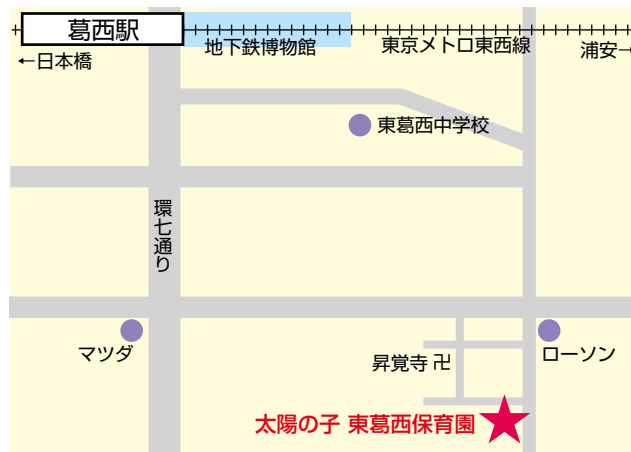 葛西駅
地下鉄博物館
東京メトロ東西線
浦安→
←日本橋
東葛西中学校
環七通り
マツダ
ローソン
昇覚寺 卍
太陽の子 東葛西保育園